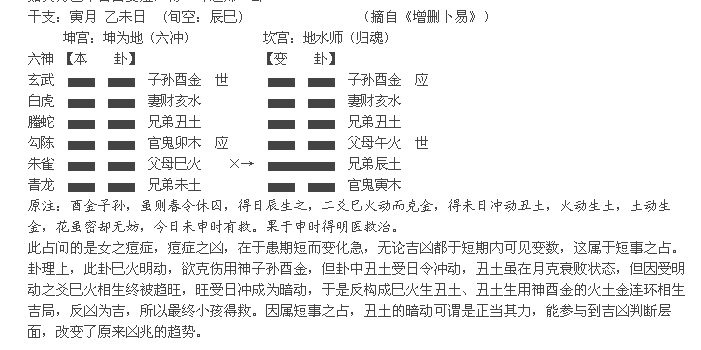 干支：寅月 乙未日 （旬空：辰巳） （摘自《增删卜易》）
坤宫：坤为地（六冲） 坎宫：地水师（归魂）
六神 【本 卦】 【变 卦】
玄武 子孙酉金 世 子孙酉金 应
白虎 妻财亥水 妻财亥水
螣蛇 兄弟丑土 兄弟丑土
勾陈 官鬼卯木 应 父母午火 世
朱雀 父母巳火 ×→ 兄弟辰土
青龙 兄弟未土 官鬼寅木
原注：酉金子孙，虽则春令休囚，得日辰生之，二爻巳火动而克金，得未日冲动丑土，火动生土，土动生
金，花虽密却无妨，今日未申时有救。果于申时得明医救治。
此占问的是女之痘症，痘症之凶，在于患期短而变化急，无论吉凶都于短期内可见变数，这属于短事之占。
卦理上，此卦巳火明动，欲克伤用神子孙酉金，但卦中丑土受日令冲动，丑土虽在月克衰败状态，但因受明
动之爻巳火相生终被趋旺，旺受日冲成为暗动，于是反构成巳火生丑土、丑土生用神酉金的火土金连环相生
吉局，反凶为吉，所以最终小孩得救。因属短事之占，丑土的暗动可谓是正当其力，能参与到吉凶判断层
面，改变了原来凶兆的趋势。